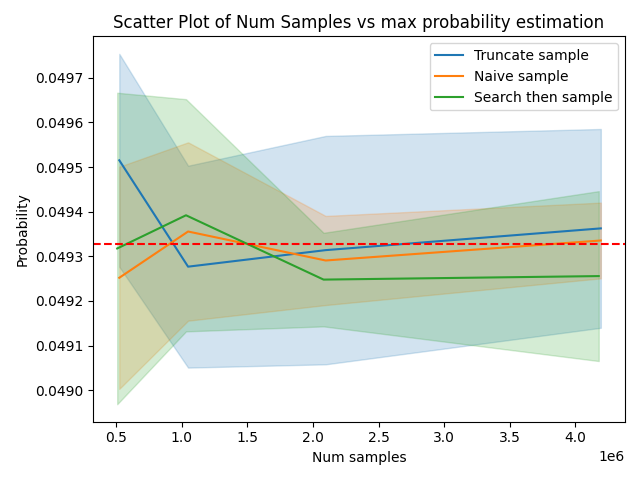 Scatter Plot of Num Samples vs max probability estimation
Truncate sample
Naive sample
Search then sample
0.0497
0.0496
0.0495
0.0494
0.0493
0.0492
0.0491
0.0490
Probability
0.5 1.0 1.5 2.0 2.5 3.0 3.5 4.0
1e6
Num samples